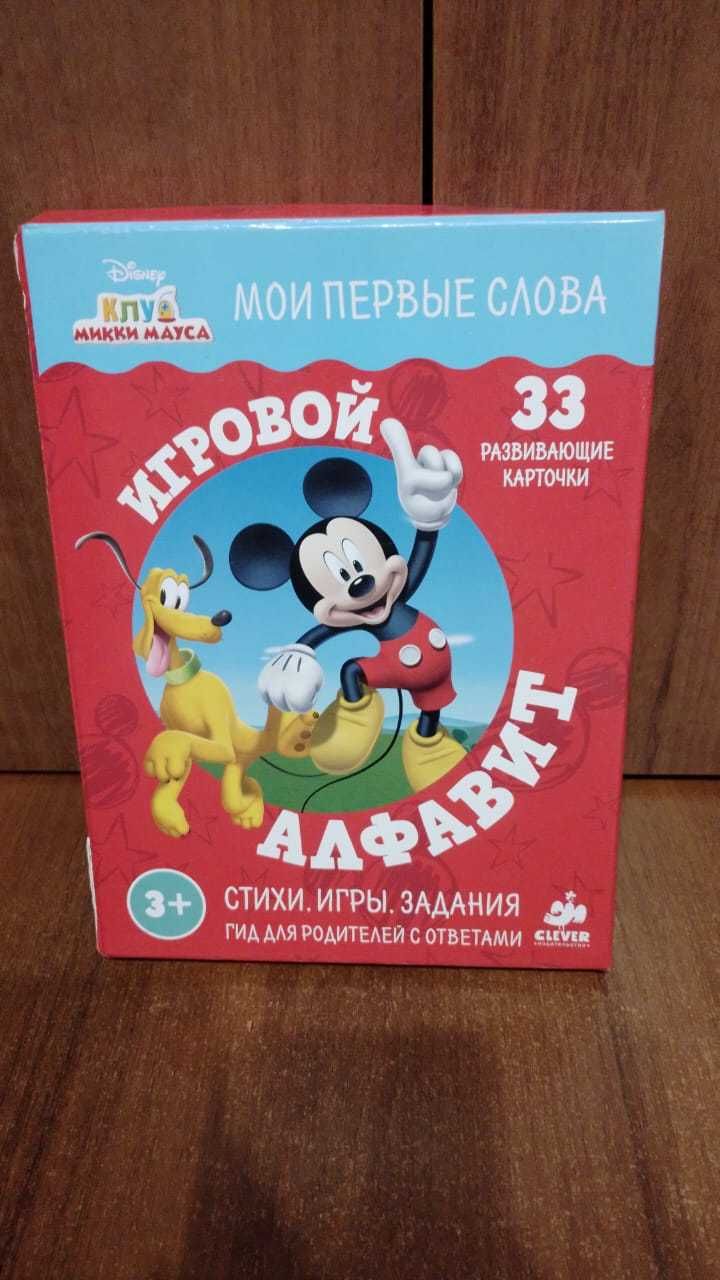 Disney
КЛУБ
МИККИ МАУСА
МОИ ПЕРВЫЕ СЛОВА
ИГРОВОЙ
33
РАЗВИВАЮЩИЕ
КАРТОЧКИ
АЛФАВИТ
3+
СТИХИ, ИГРЫ, ЗАДАНИЯ
ГИД ДЛЯ РОДИТЕЛЕЙ С ОТВЕТАМИ
CLEVER
ИЗДАТЕЛЬСТВО